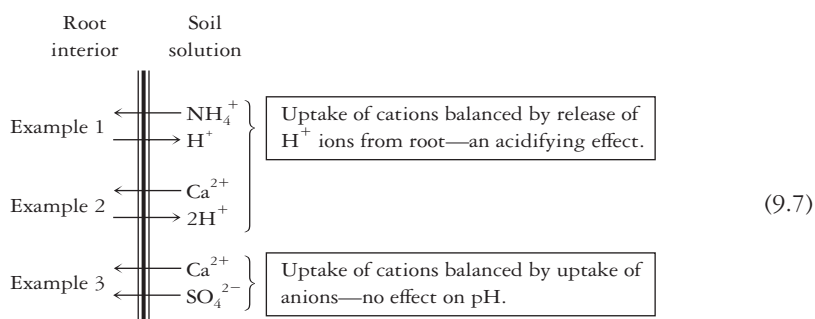 Root interior
Soil solution
Example 1
NH₄⁺
H⁺
Uptake of cations balanced by release of
H⁺ ions from root—an acidifying effect.
Example 2
Ca²⁺
2H⁺
(9.7)
Example 3
Ca²⁺
SO₄²⁻
Uptake of cations balanced by uptake of
anions—no effect on pH.